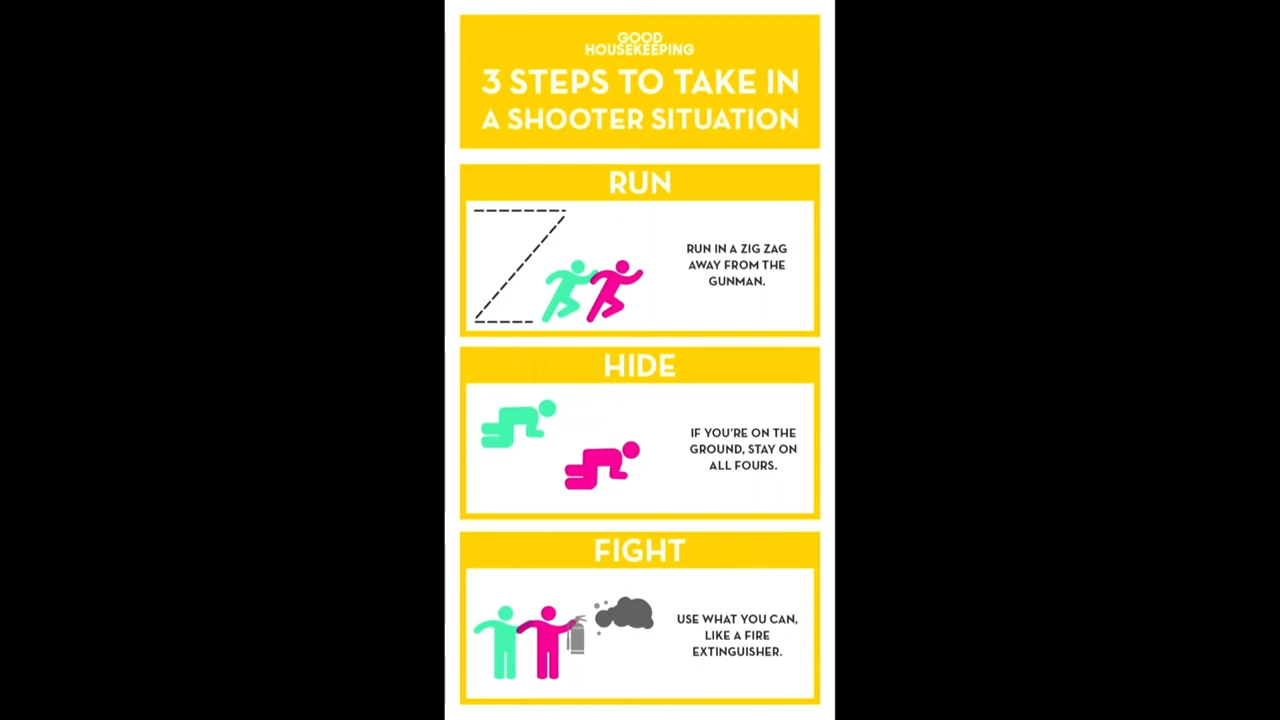 GOOD
HOUSEKEEPING
3 STEPS TO TAKE IN
A SHOOTER SITUATION
RUN
RUN IN A ZIG ZAG
AWAY FROM THE
GUNMAN.
HIDE
IF YOU'RE ON THE
GROUND, STAY ON
ALL FOURS.
FIGHT
USE WHAT YOU CAN,
LIKE A FIRE
EXTINGUISHER.